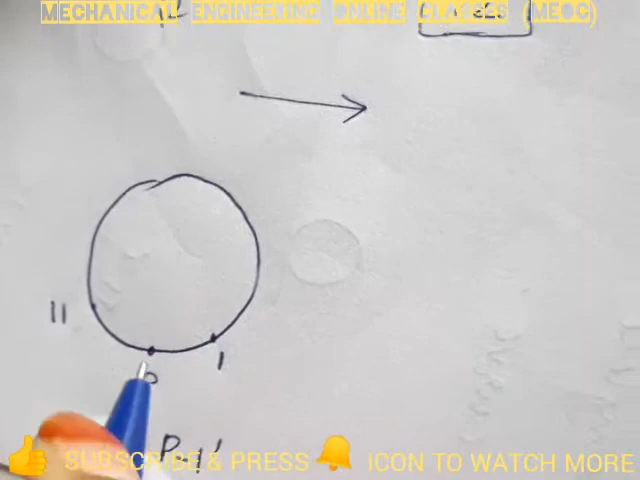 MECHANICAL ENGINEERING ONLINE CLASSES (MEOC)
11
1
SUBSCRIBE & PRESS ICON TO WATCH MORE